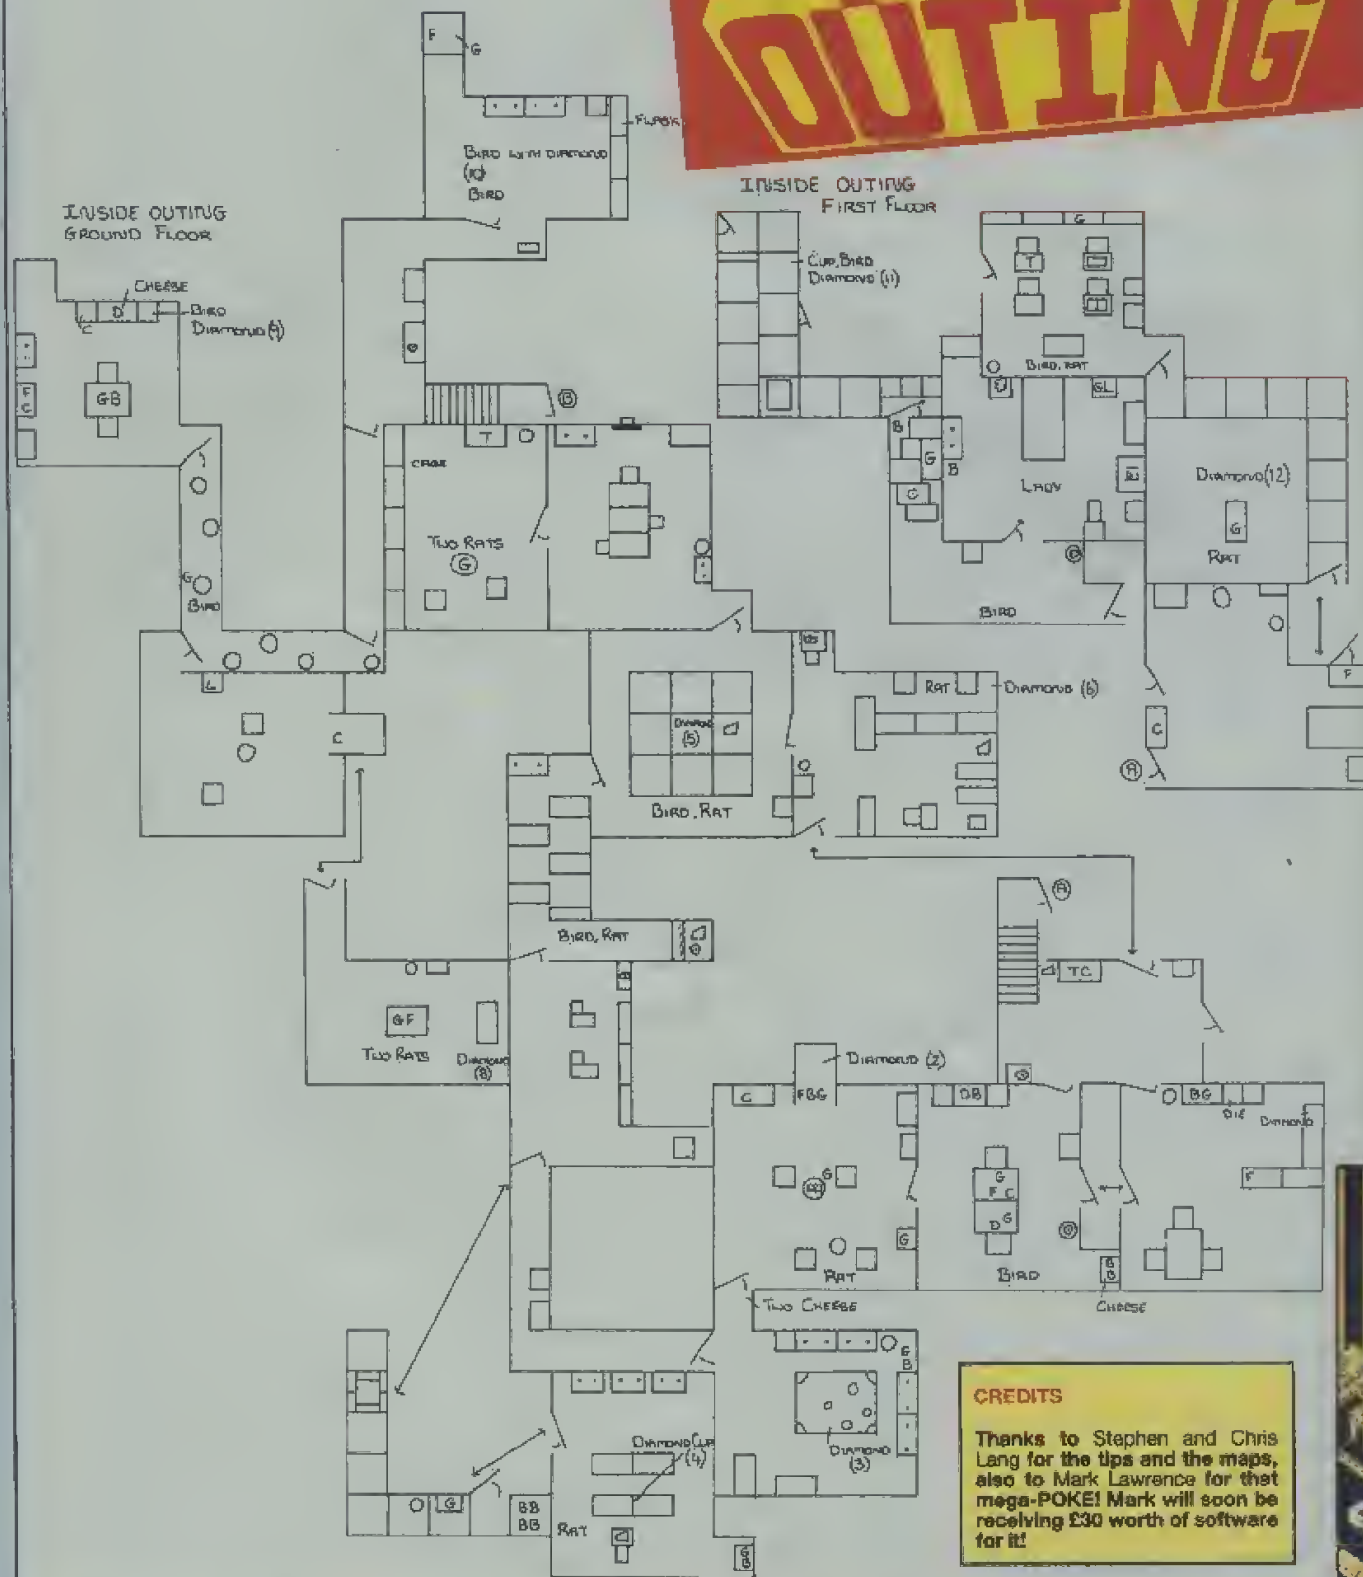 OUTING
INSIDE OUTING
GROUND FLOOR
INSIDE OUTING
FIRST FLOOR
F
G
BIRD WITH DIAMOND
(10)
BIRD
CHEESE
C
D
BIRD
DIAMOND (9)
F
C
GB
G
BIRD
CUP, BIRD
DIAMOND (11)
G
T
BIRD, RAT
GL
B
G
B
C
LADY
DIAMOND (12)
G
RAT
BIRD
B
T
TWO RATS
G
L
C
DIAMOND
(5)
BIRD, RAT
RAT
DIAMOND (6)
C
A
F
BIRD, RAT
A
TC
GF
TWO RATS
DIAMOND
(8)
DIAMOND (2)
C
FBG
DB
BG
DIE
DIAMOND
F
G
G
F C
D G
G
RAT
BIRD
B
G
CHEESE
TWO CHEESE
G
B
DIAMOND
(3)
DIAMOND CUP
(4)
G
BB
BB
RAT
G
G
CREDITS
Thanks to Stephen and Chris
Lang for the tips and the maps,
also to Mark Lawrence for that
mega-POKE! Mark will soon be
receiving £30 worth of software
for it!